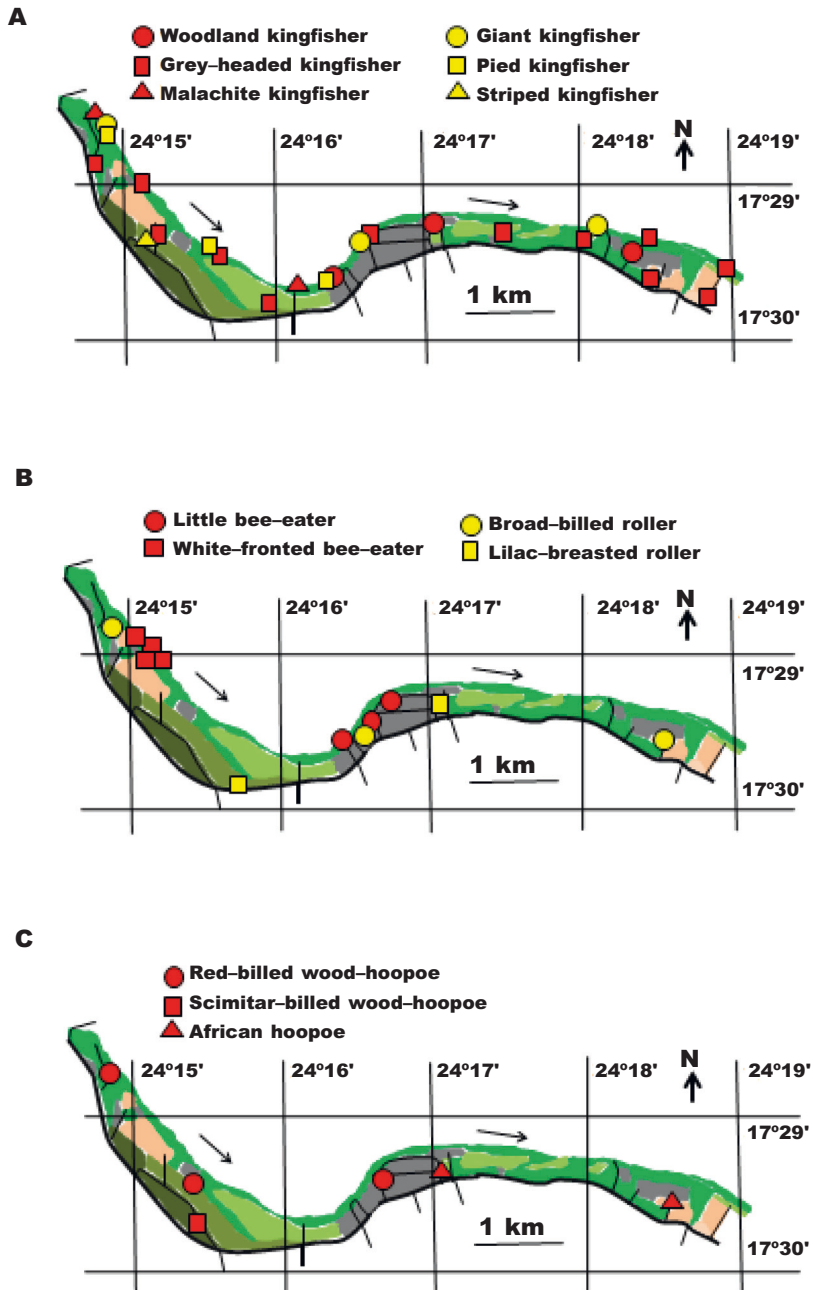 A
Woodland kingfisher
Grey–headed kingfisher
Malachite kingfisher
Giant kingfisher
Pied kingfisher
Striped kingfisher
24º15'
24º16'
24º17'
24º18'
N
24º19'
17º29'
1 km
17º30'
B
Little bee–eater
White–fronted bee–eater
Broad–billed roller
Lilac–breasted roller
24º15'
24º16'
24º17'
24º18'
N
24º19'
17º29'
1 km
17º30'
C
Red–billed wood–hoopoe
Scimitar–billed wood–hoopoe
African hoopoe
24º15'
24º16'
24º17'
24º18'
N
24º19'
17º29'
1 km
17º30'